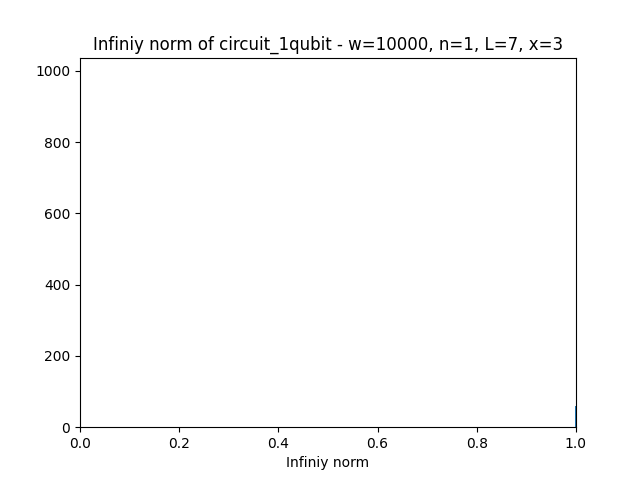 Infiniy norm of circuit_1qubit - w=10000, n=1, L=7, x=3
1000
800
600
400
200
0
0.0 0.2 0.4 0.6 0.8 1.0
Infiniy norm